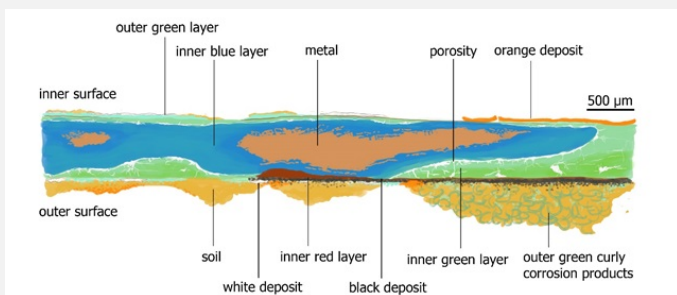 outer green layer
inner blue layer
metal
porosity
orange deposit
inner surface
500 µm
outer surface
soil
inner red layer
inner green layer
outer green curly
corrosion products
white deposit
black deposit